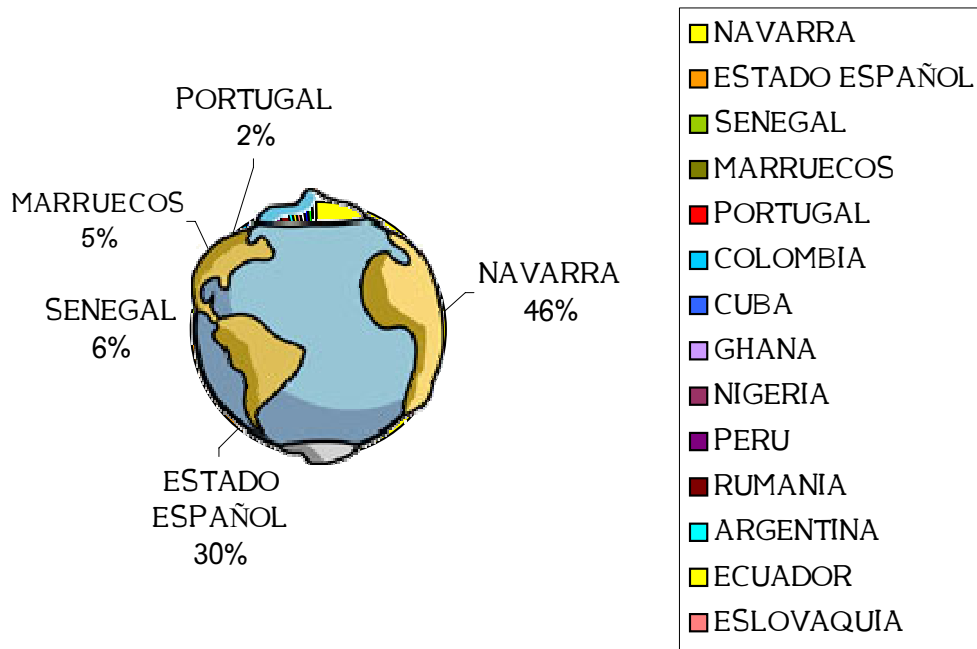 PORTUGAL
2%
MARRUECOS
5%
SENEGAL
6%
NAVARRA
46%
ESTADO
ESPAÑOL
30%
NAVARRA
ESTADO ESPAÑOL
SENEGAL
MARRUECOS
PORTUGAL
COLOMBIA
CUBA
GHANA
NIGERIA
PERU
RUMANIA
ARGENTINA
ECUADOR
ESLOVAQUIA